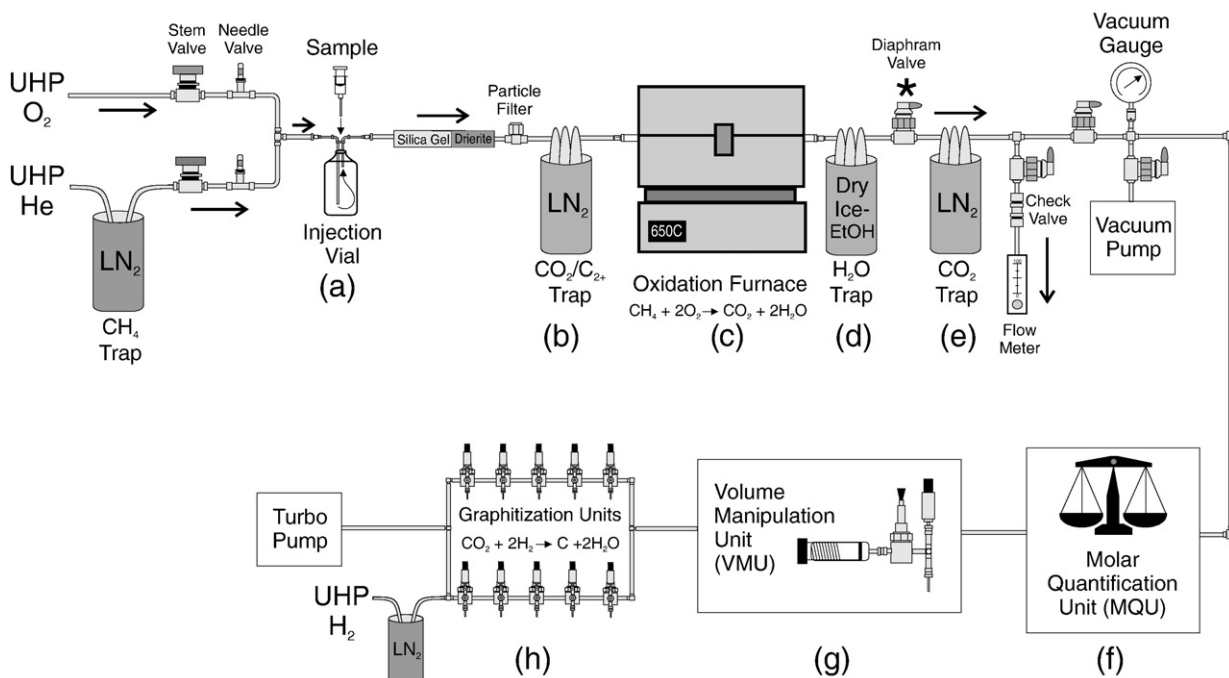 Stem
Valve
Needle
Valve
Sample
Diaphram
Valve
*
Vacuum
Gauge
UHP
O₂
Particle
Filter
Silica Gel
Drierite
UHP
He
LN₂
CH₄
Trap
Injection
Vial
(a)
LN₂
CO₂/C₂₊
Trap
(b)
650C
Oxidation Furnace
CH₄ + 2O₂→ CO₂ + 2H₂O
(c)
Dry
Ice-
EtOH
H₂O
Trap
(d)
LN₂
CO₂
Trap
(e)
Check
Valve
100
Flow
Meter
Vacuum
Pump
Turbo
Pump
Graphitization Units
CO₂ + 2H₂→ C +2H₂O
UHP
H₂
LN₂
(h)
Volume
Manipulation
Unit
(VMU)
(g)
Molar
Quantification
Unit (MQU)
(f)